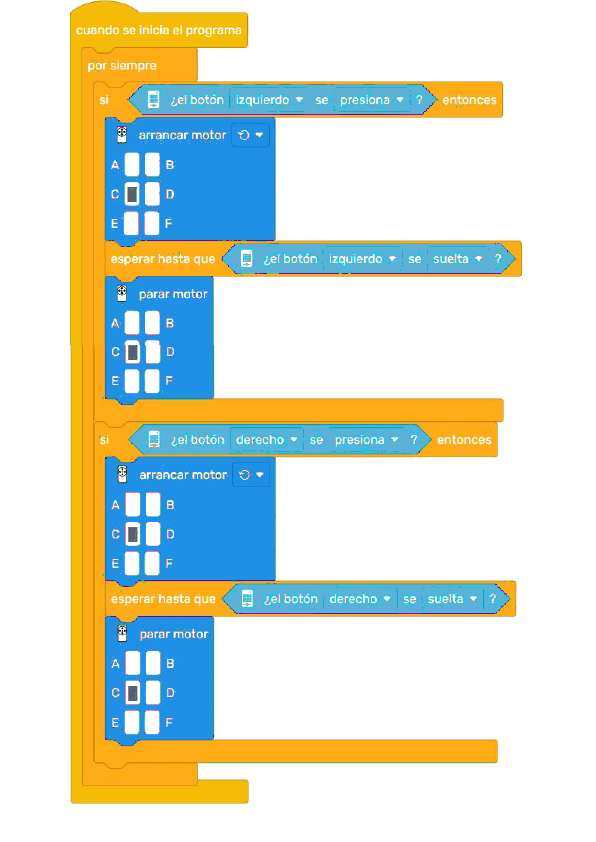 cuando se inicia el programa
por siempre
si ¿el botón izquierdo se presiona ? entonces
arrancar motor
A B
C D
E F
esperar hasta que ¿el botón izquierdo se suelta ?
parar motor
A B
C D
E F
si ¿el botón derecho se presiona ? entonces
arrancar motor
A B
C D
E F
esperar hasta que ¿el botón derecho se suelta ?
parar motor
A B
C D
E F